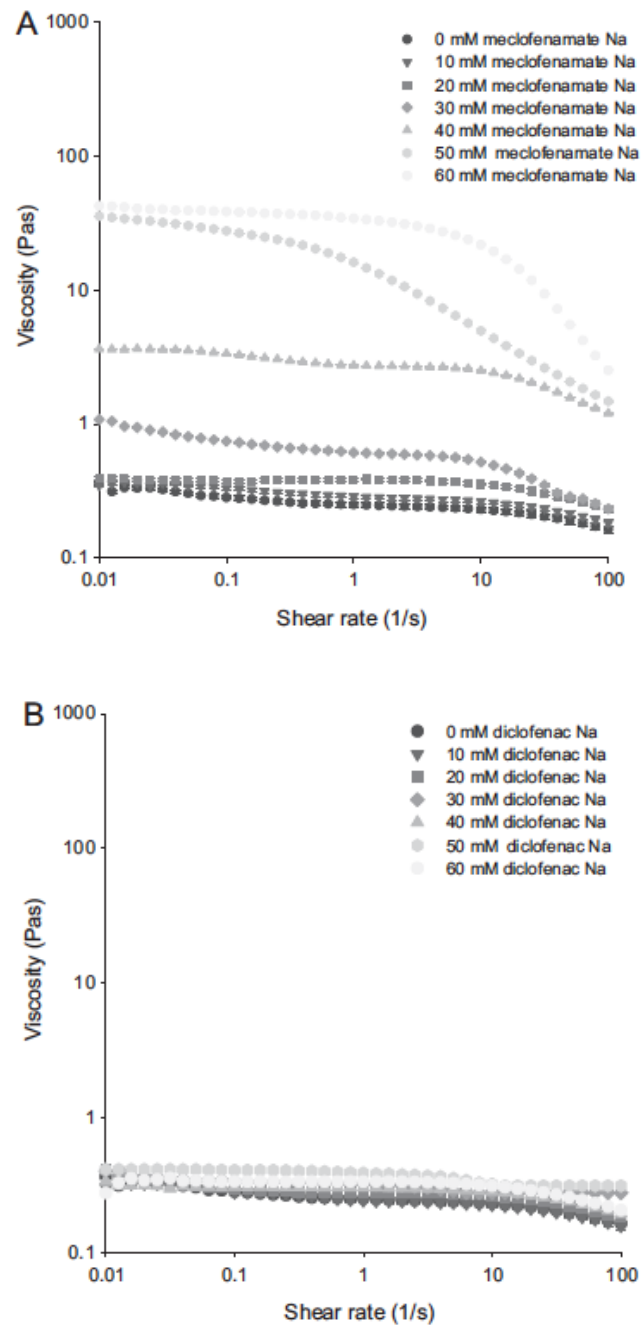 A
1000
100
10
1
0.1
Viscosity (Pas)
0 mM meclofenamate Na
10 mM meclofenamate Na
20 mM meclofenamate Na
30 mM meclofenamate Na
40 mM meclofenamate Na
50 mM meclofenamate Na
60 mM meclofenamate Na
0.01 0.1 1 10 100
Shear rate (1/s)
B
1000
100
10
1
0.1
Viscosity (Pas)
0 mM diclofenac Na
10 mM diclofenac Na
20 mM diclofenac Na
30 mM diclofenac Na
40 mM diclofenac Na
50 mM diclofenac Na
60 mM diclofenac Na
0.01 0.1 1 10 100
Shear rate (1/s)